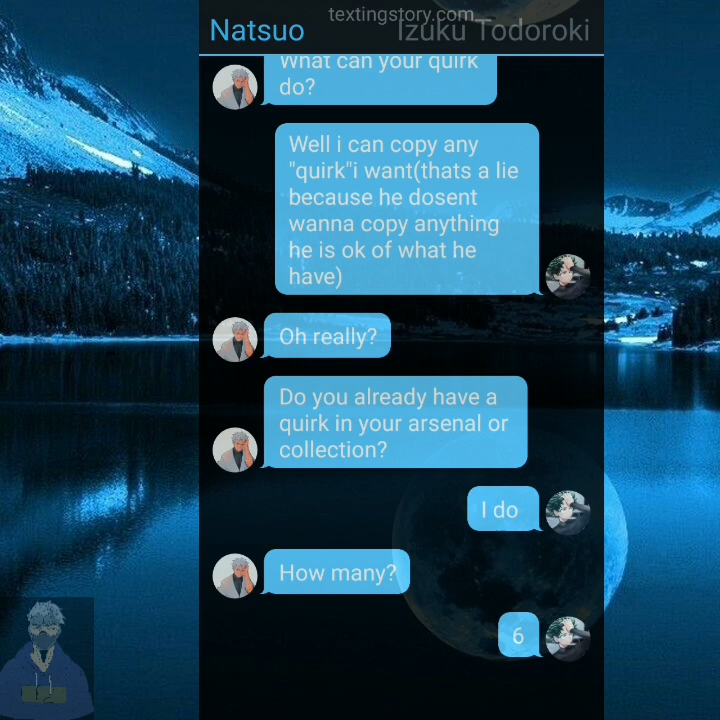 textingstory.com
Natsuo
Izuku Todoroki
What can your quirk
do?
Well i can copy any
"quirk"i want(thats a lie
because he dosent
wanna copy anything
he is ok of what he
have)
Oh really?
Do you already have a
quirk in your arsenal or
collection?
I do
How many?
6